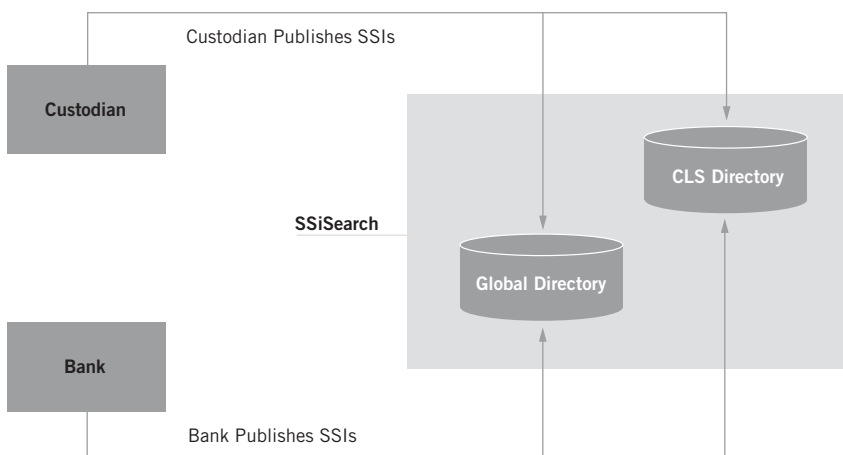 Custodian Publishes SSIs
Custodian
CLS Directory
SSiSearch
Global Directory
Bank
Bank Publishes SSIs